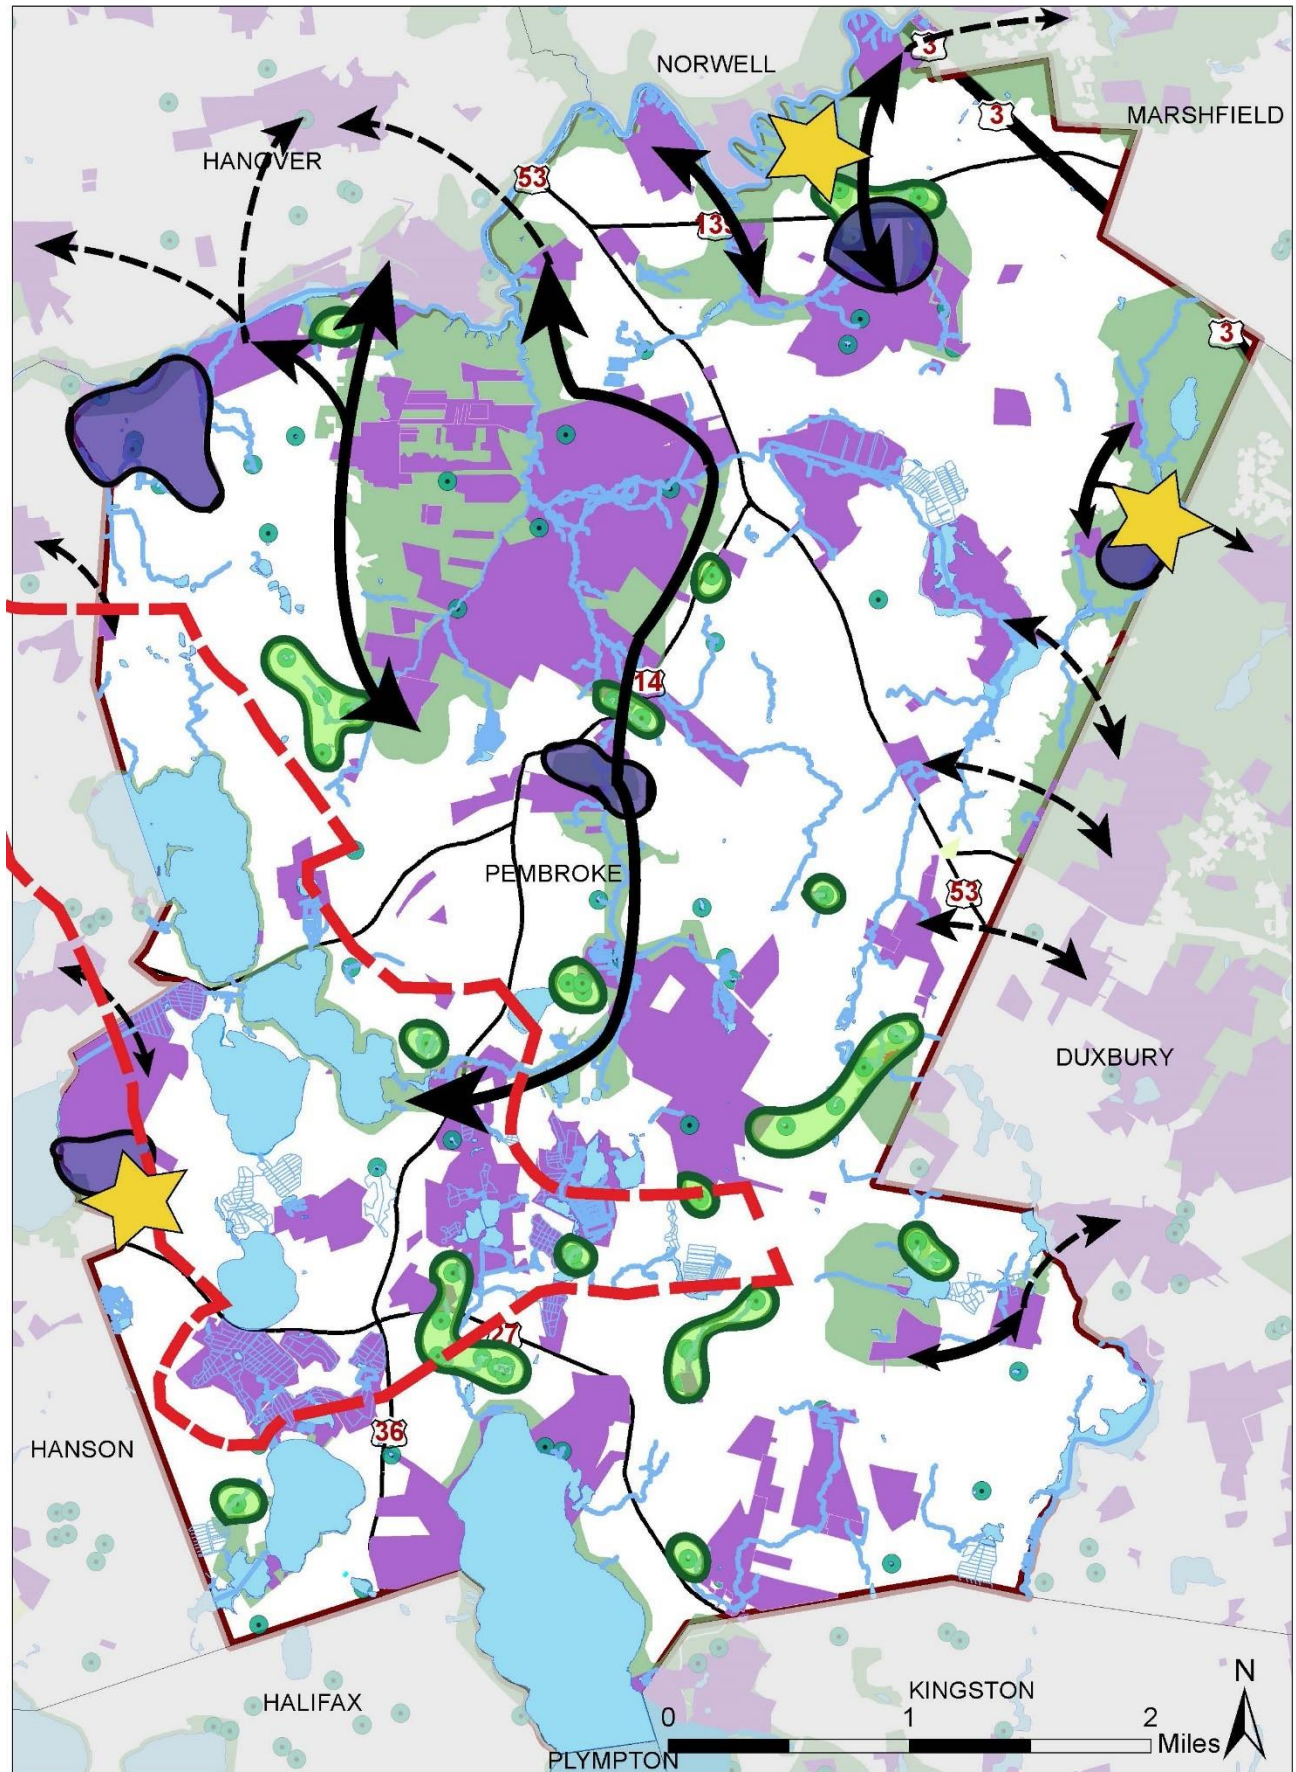 NORWELL
3
3
MARSHFIELD
HANOVER
53
139
3
14
PEMBROKE
53
DUXBURY
27
36
HANSON
HALIFAX
KINGSTON
N
0 1 2
Miles
PLYMPTON